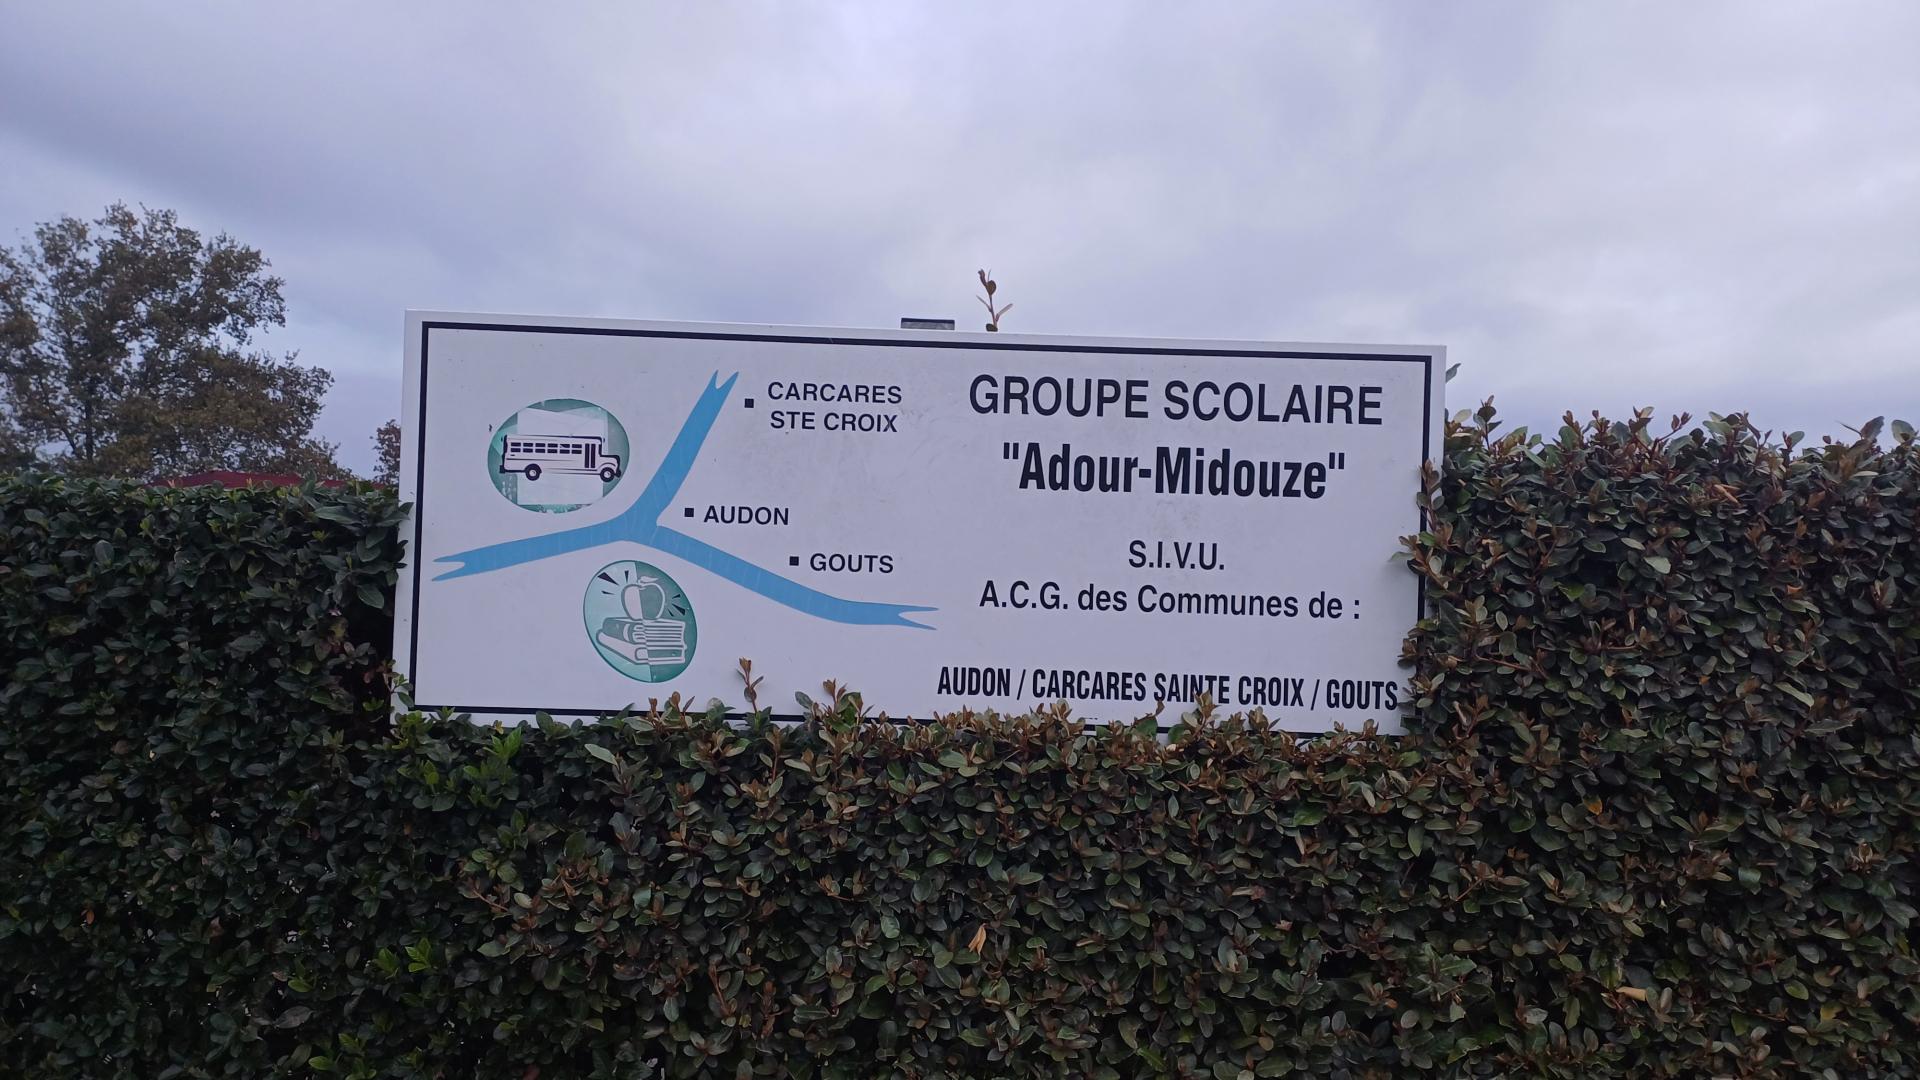 CARCARES
STE CROIX
AUDON
GOUTS
GROUPE SCOLAIRE
"Adour-Midouze"
S.I.V.U.
A.C.G. des Communes de :
AUDON / CARCARES SAINTE CROIX / GOUTS